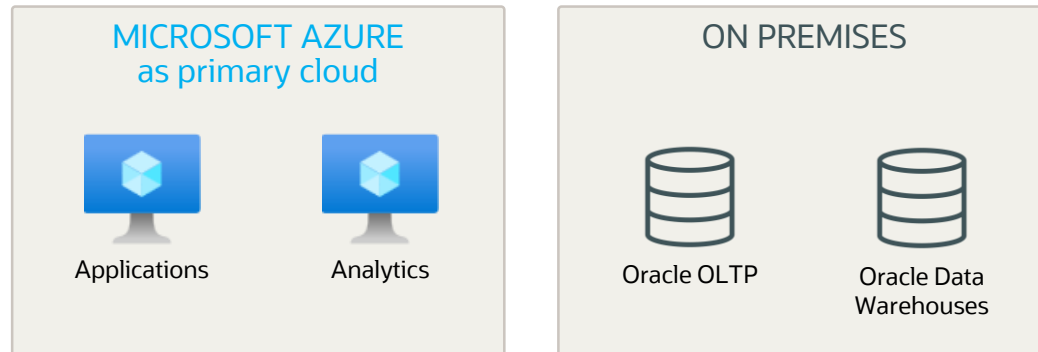 MICROSOFT AZURE
as primary cloud
Applications
Analytics
ON PREMISES
Oracle OLTP
Oracle Data
Warehouses